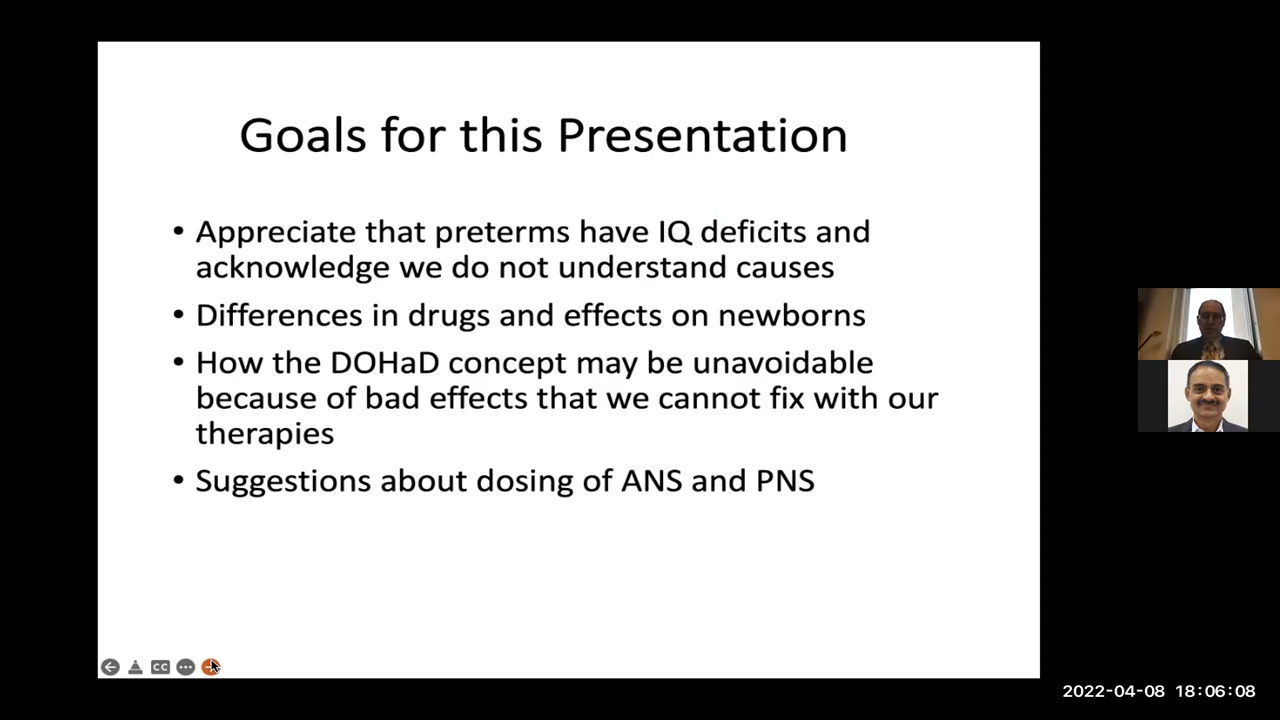 Goals for this Presentation
• Appreciate that preterms have IQ deficits and
acknowledge we do not understand causes
• Differences in drugs and effects on newborns
• How the DOHaD concept may be unavoidable
because of bad effects that we cannot fix with our
therapies
• Suggestions about dosing of ANS and PNS
CC
2022-04-08 18:06:08